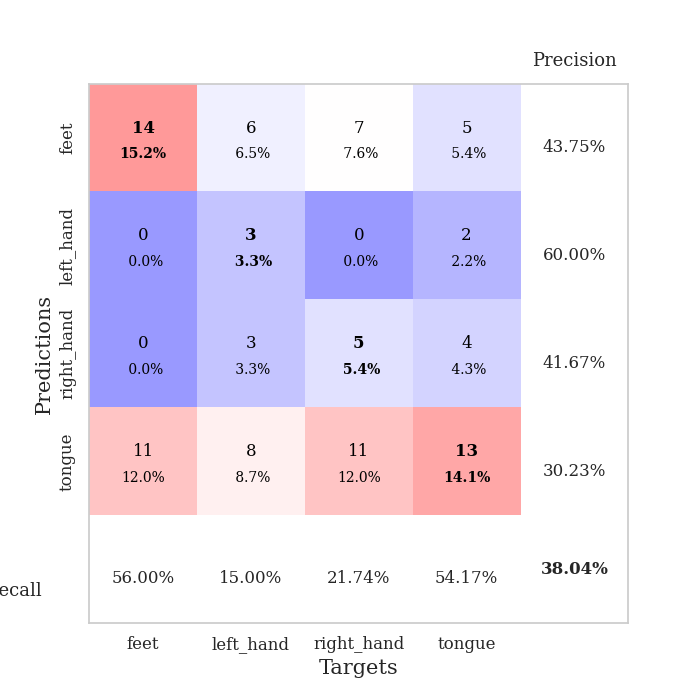 Precision
feet
14 6 7 5
15.2% 6.5% 7.6% 5.4%
43.75%
left_hand
0 3 0 2
0.0% 3.3% 0.0% 2.2%
60.00%
Predictions
right_hand
0 3 5 4
0.0% 3.3% 5.4% 4.3%
41.67%
tongue
11 8 11 13
12.0% 8.7% 12.0% 14.1%
30.23%
ecall
56.00% 15.00% 21.74% 54.17% 38.04%
feet left_hand right_hand tongue
Targets